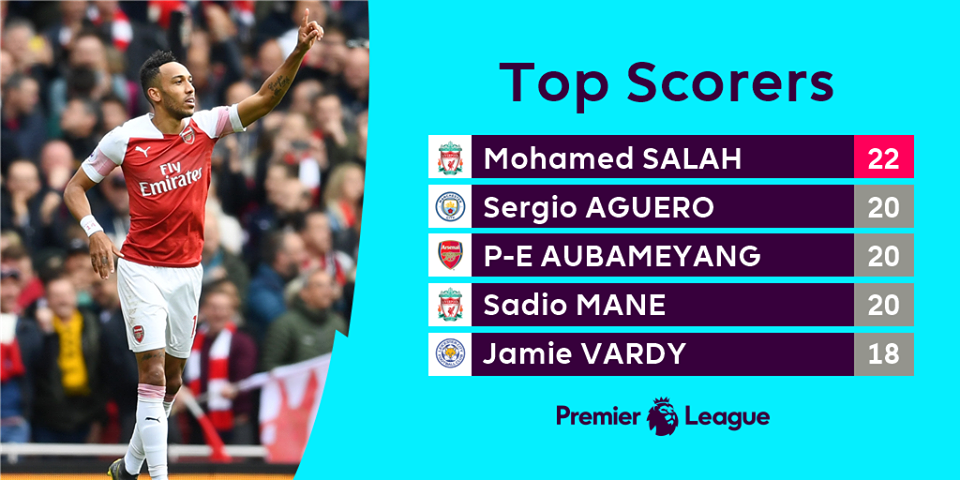 Top Scorers
Mohamed SALAH 22
Sergio AGUERO 20
P-E AUBAMEYANG 20
Sadio MANE 20
Jamie VARDY 18
Premier League
Fly
Emirates
Arsenal